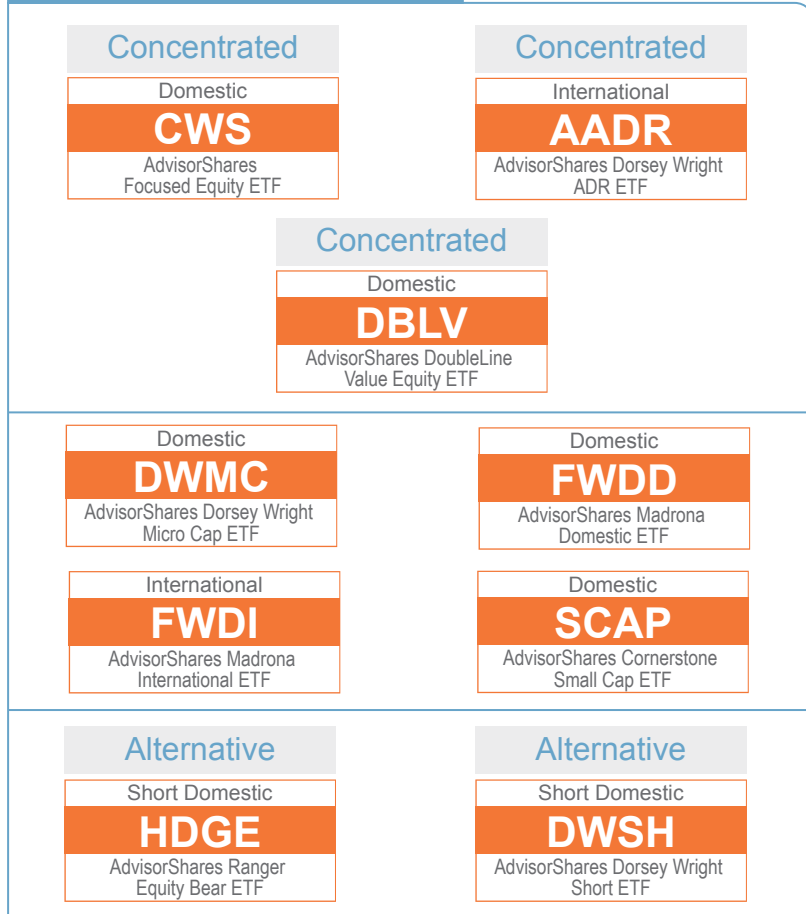 Concentrated
Domestic
CWS
AdvisorShares
Focused Equity ETF
Concentrated
International
AADR
AdvisorShares Dorsey Wright
ADR ETF
Concentrated
Domestic
DBLV
AdvisorShares DoubleLine
Value Equity ETF
Domestic
DWMC
AdvisorShares Dorsey Wright
Micro Cap ETF
Domestic
FWDD
AdvisorShares Madrona
Domestic ETF
International
FWDI
AdvisorShares Madrona
International ETF
Domestic
SCAP
AdvisorShares Cornerstone
Small Cap ETF
Alternative
Short Domestic
HDGE
AdvisorShares Ranger
Equity Bear ETF
Alternative
Short Domestic
DWSH
AdvisorShares Dorsey Wright
Short ETF